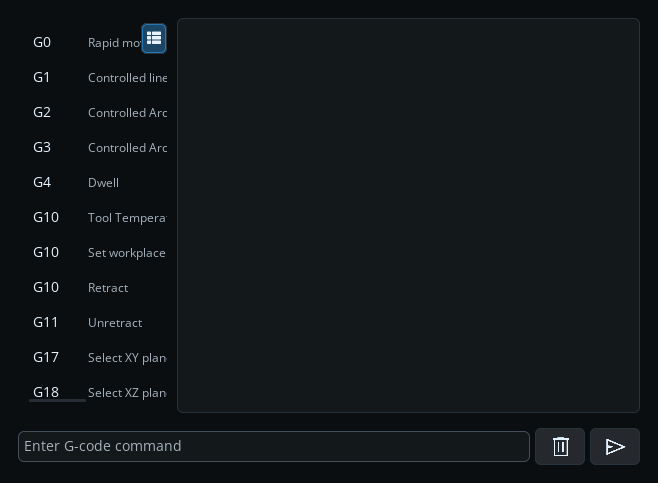 G0 Rapid mo
G1 Controlled line
G2 Controlled Arc
G3 Controlled Arc
G4 Dwell
G10 Tool Tempera
G10 Set workplace
G10 Retract
G11 Unretract
G17 Select XY plan
G18 Select XZ plan
Enter G-code command